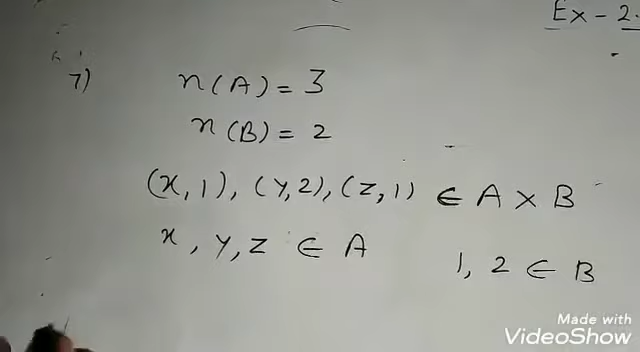 Ex-2.
7) n(A) = 3
n(B) = 2
(x,1), (y,2), (z,1) ∈ A × B
x, y, z ∈ A
1, 2 ∈ B
Made with
VideoShow